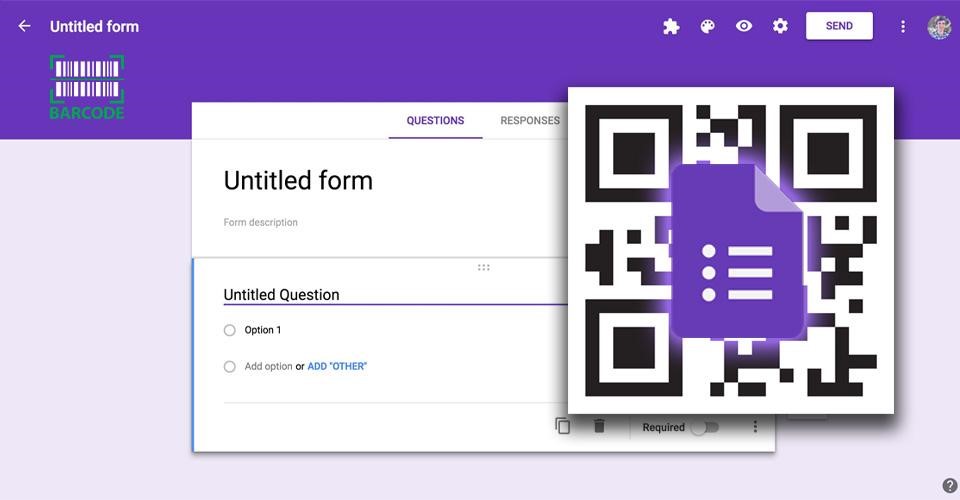 Untitled form
SEND
BARCODE
QUESTIONS RESPONSES
Untitled form
Form description
Untitled Question
Option 1
Add option or ADD "OTHER"
Required
?